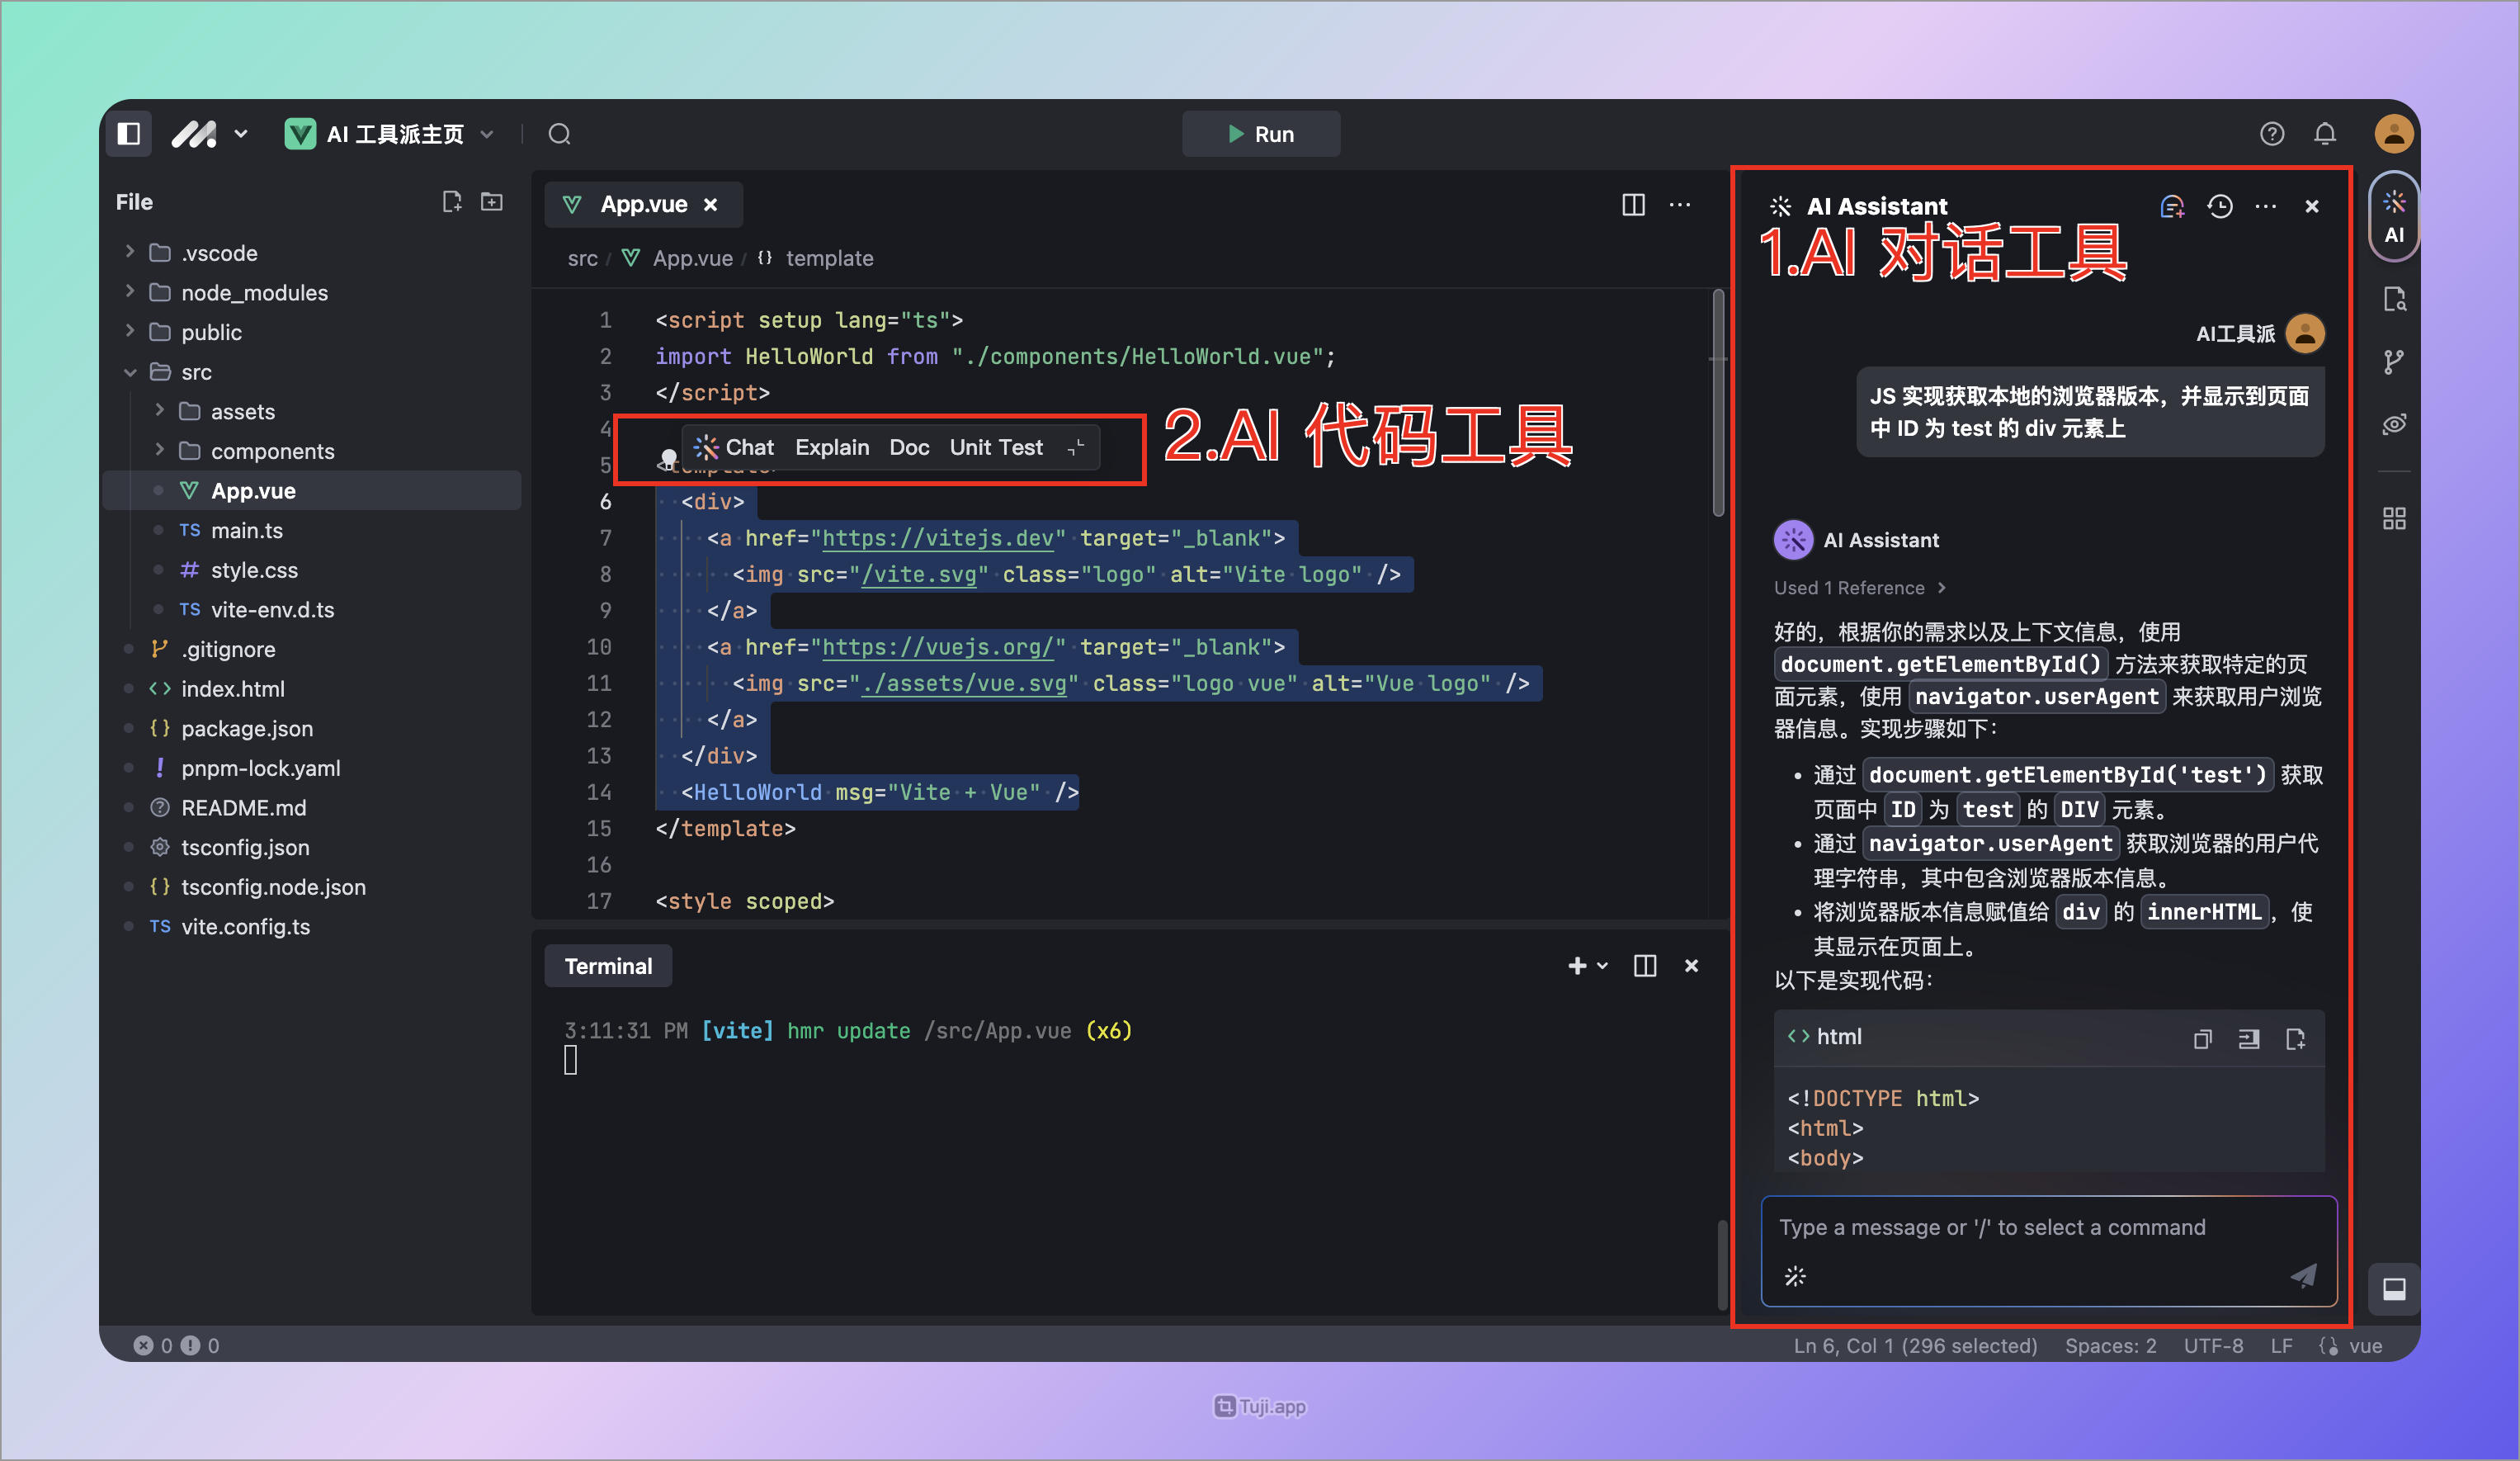 AI 工具派主页
Run
File
.vscode
node_modules
public
src
assets
components
App.vue
TS main.ts
# style.css
TS vite-env.d.ts
.gitignore
<> index.html
{} package.json
! pnpm-lock.yaml
README.md
tsconfig.json
{} tsconfig.node.json
TS vite.config.ts
App.vue
src / App.vue / {} template
1 <script setup lang="ts">
2 import HelloWorld from "./components/HelloWorld.vue";
3 </script>
4
Chat Explain Doc Unit Test
2.AI 代码工具
5 <template>
6 <div>
7 <a href="https://vitejs.dev" target="_blank">
8 <img src="/vite.svg" class="logo" alt="Vite logo" />
9 </a>
10 <a href="https://vuejs.org/" target="_blank">
11 <img src="./assets/vue.svg" class="logo vue" alt="Vue logo" />
12 </a>
13 </div>
14 <HelloWorld msg="Vite + Vue" />
15 </template>
16
17 <style scoped>
Terminal
3:11:31 PM [vite] hmr update /src/App.vue (x6)
AI Assistant
1.AI 对话工具
AI工具派
JS 实现获取本地的浏览器版本，并显示到页面
中 ID 为 test 的 div 元素上
AI Assistant
Used 1 Reference
好的，根据你的需求以及上下文信息，使用
document.getElementById() 方法来获取特定的页
面元素，使用 navigator.userAgent 来获取用户浏览
器信息。实现步骤如下：
• 通过 document.getElementById('test') 获取
页面中 ID 为 test 的 DIV 元素。
• 通过 navigator.userAgent 获取浏览器的用户代
理字符串，其中包含浏览器版本信息。
• 将浏览器版本信息赋值给 div 的 innerHTML，使
其显示在页面上。
以下是实现代码：
<> html
<!DOCTYPE html>
<html>
<body>
Type a message or '/' to select a command
AI
0 0
Ln 6, Col 1 (296 selected) Spaces: 2 UTF-8 LF vue
Tuji.app